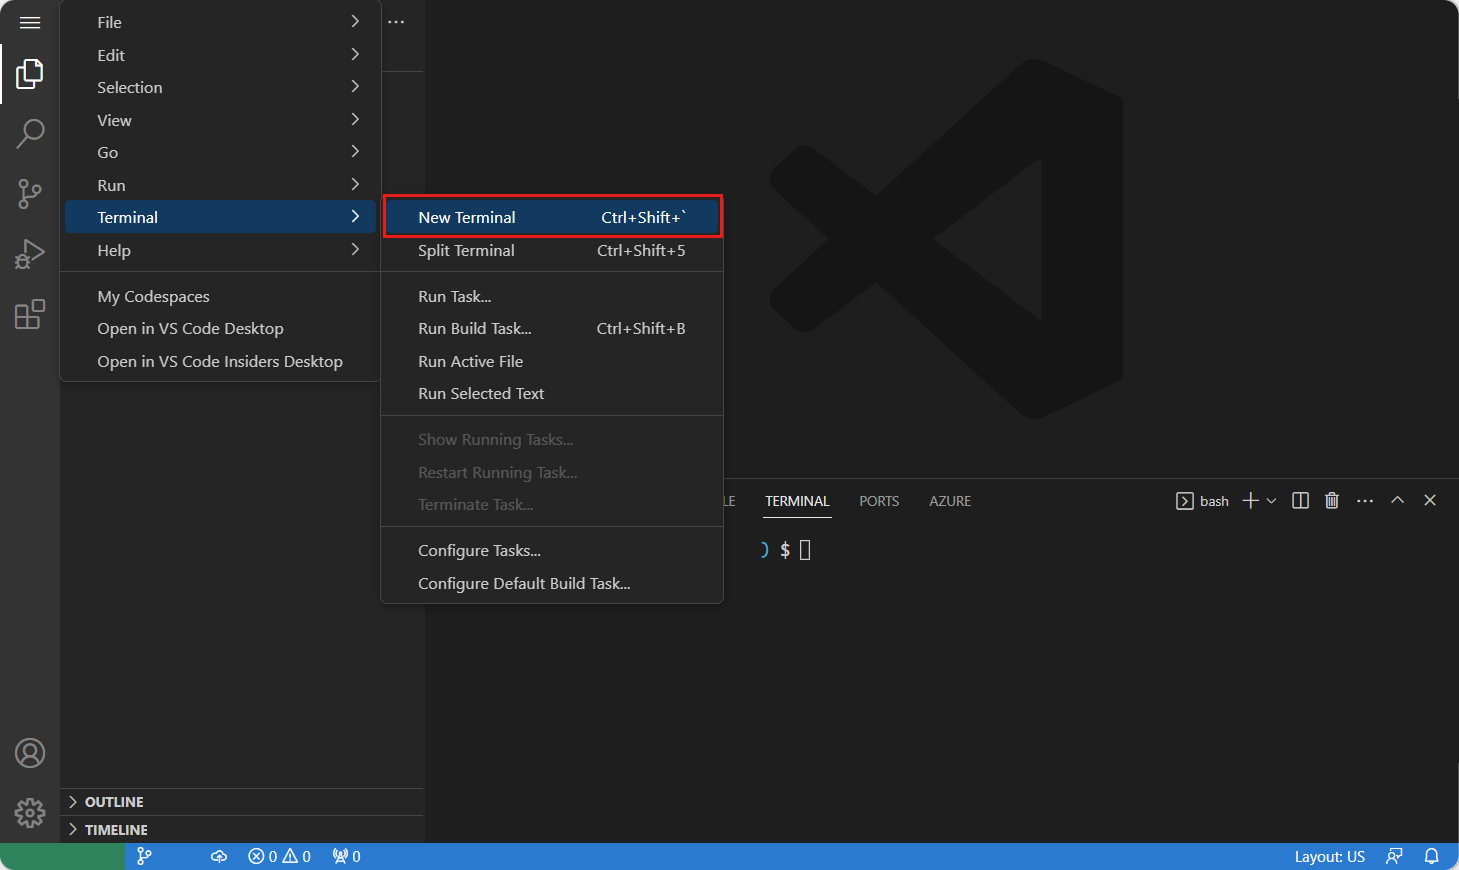 File
Edit
Selection
View
Go
Run
Terminal
Help
My Codespaces
Open in VS Code Desktop
Open in VS Code Insiders Desktop
New Terminal Ctrl+Shift+`
Split Terminal Ctrl+Shift+5
Run Task...
Run Build Task... Ctrl+Shift+B
Run Active File
Run Selected Text
Show Running Tasks...
Restart Running Task...
Terminate Task...
Configure Tasks...
Configure Default Build Task...
LE TERMINAL PORTS AZURE bash
) $
OUTLINE
TIMELINE
0 0 0 Layout: US